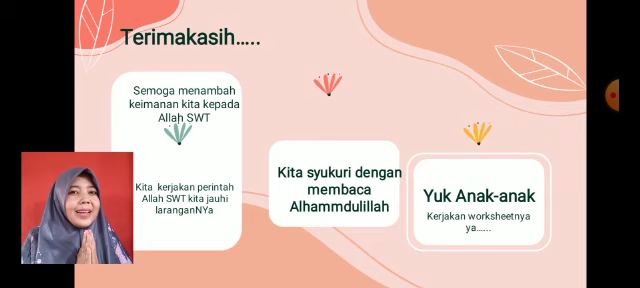 Terimakasih.....
Semoga menambah
keimanan kita kepada
Allah SWT
Kita kerjakan perintah
Allah SWT kita jauhi
laranganNYa
Kita syukuri dengan
membaca
Alhammdulillah
Yuk Anak-anak
Kerjakan worksheetnya
ya......